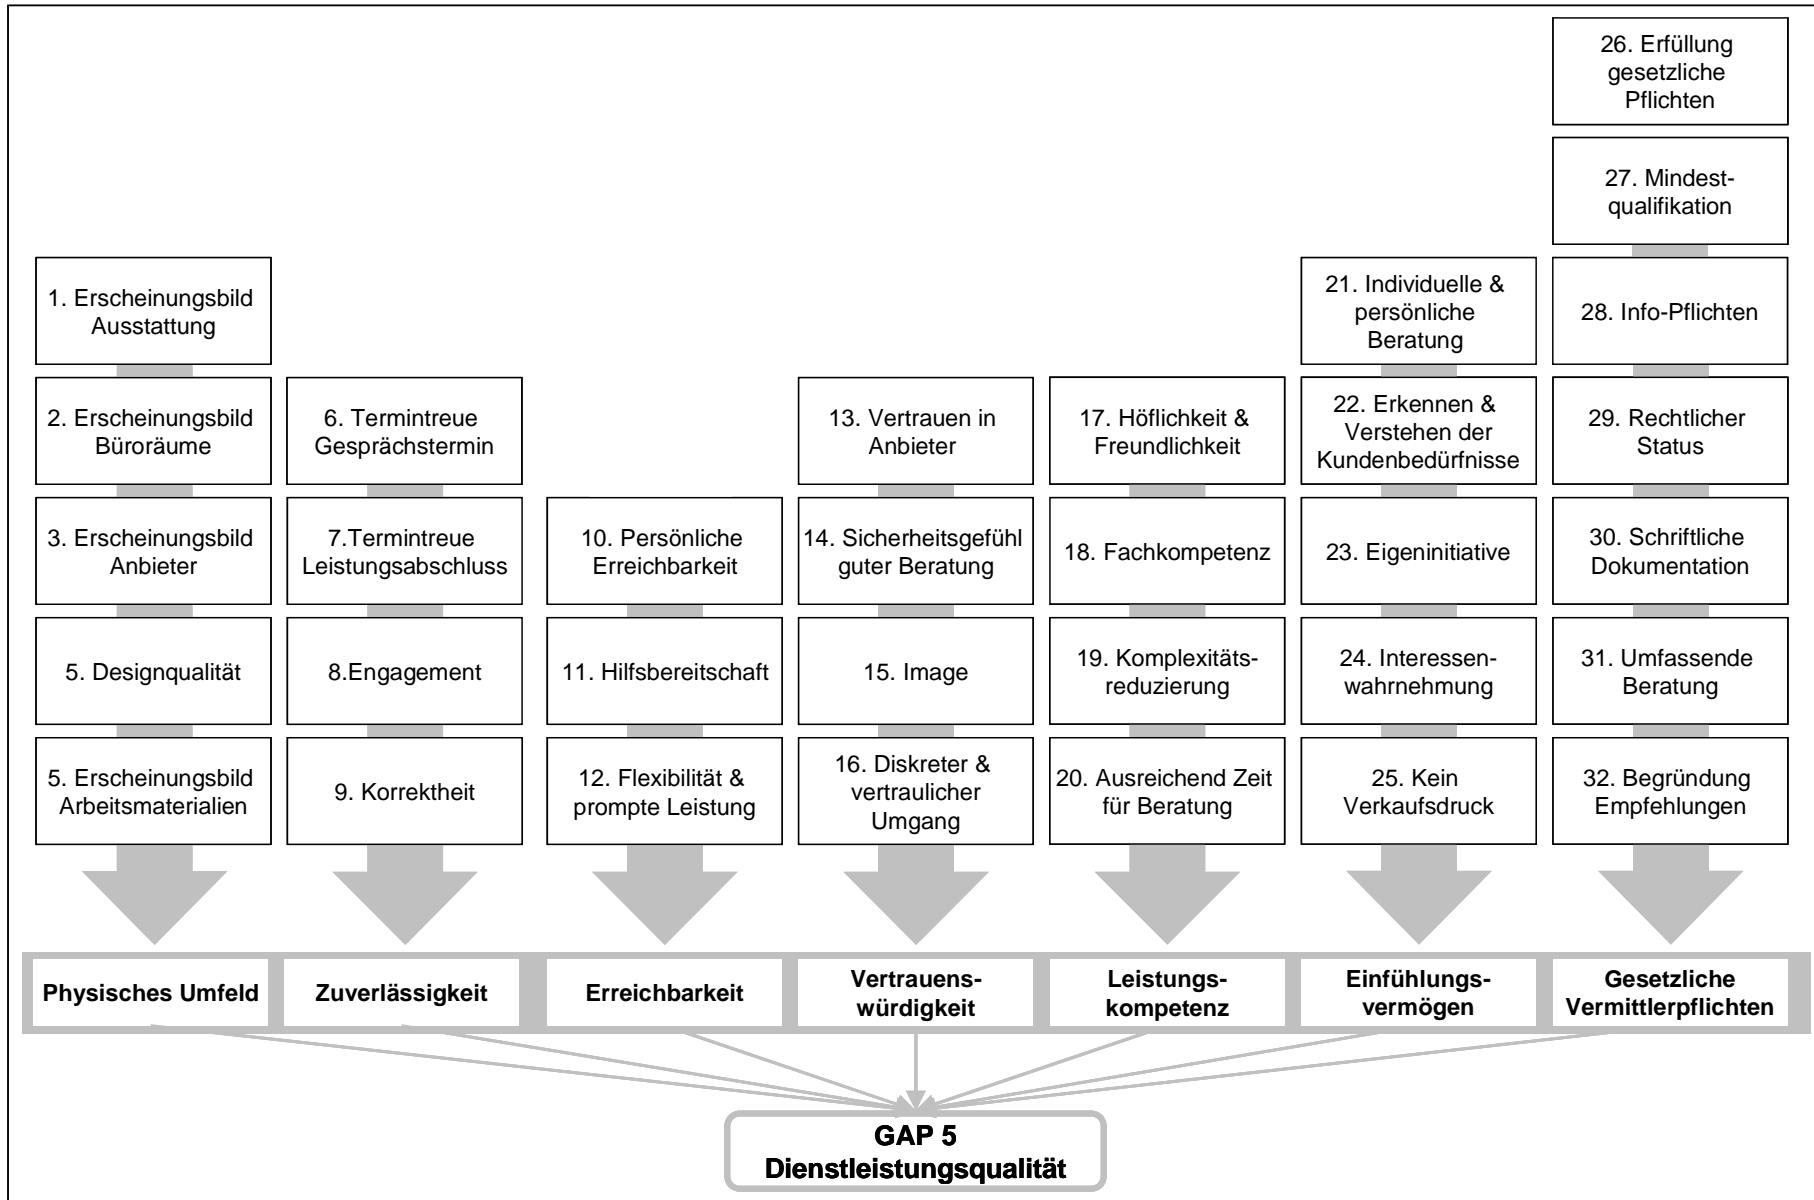 1. Erscheinungsbild
Ausstattung
2. Erscheinungsbild
Büroräume
3. Erscheinungsbild
Anbieter
5. Designqualität
5. Erscheinungsbild
Arbeitsmaterialien
Physisches Umfeld
6. Termintreue
Gesprächstermin
7.Termintreue
Leistungsabschluss
8.Engagement
9. Korrektheit
Zuverlässigkeit
10. Persönliche
Erreichbarkeit
11. Hilfsbereitschaft
12. Flexibilität &
prompte Leistung
Erreichbarkeit
13. Vertrauen in
Anbieter
14. Sicherheitsgefühl
guter Beratung
15. Image
16. Diskreter &
vertraulicher
Umgang
Vertrauens-
würdigkeit
17. Höflichkeit &
Freundlichkeit
18. Fachkompetenz
19. Komplexitäts-
reduzierung
20. Ausreichend Zeit
für Beratung
Leistungs-
kompetenz
21. Individuelle &
persönliche
Beratung
22. Erkennen &
Verstehen der
Kundenbedürfnisse
23. Eigeninitiative
24. Interessen-
wahrnehmung
25. Kein
Verkaufsdruck
Einfühlungs-
vermögen
26. Erfüllung
gesetzliche
Pflichten
27. Mindest-
qualifikation
28. Info-Pflichten
29. Rechtlicher
Status
30. Schriftliche
Dokumentation
31. Umfassende
Beratung
32. Begründung
Empfehlungen
Gesetzliche
Vermittlerpflichten
GAP 5
Dienstleistungsqualität